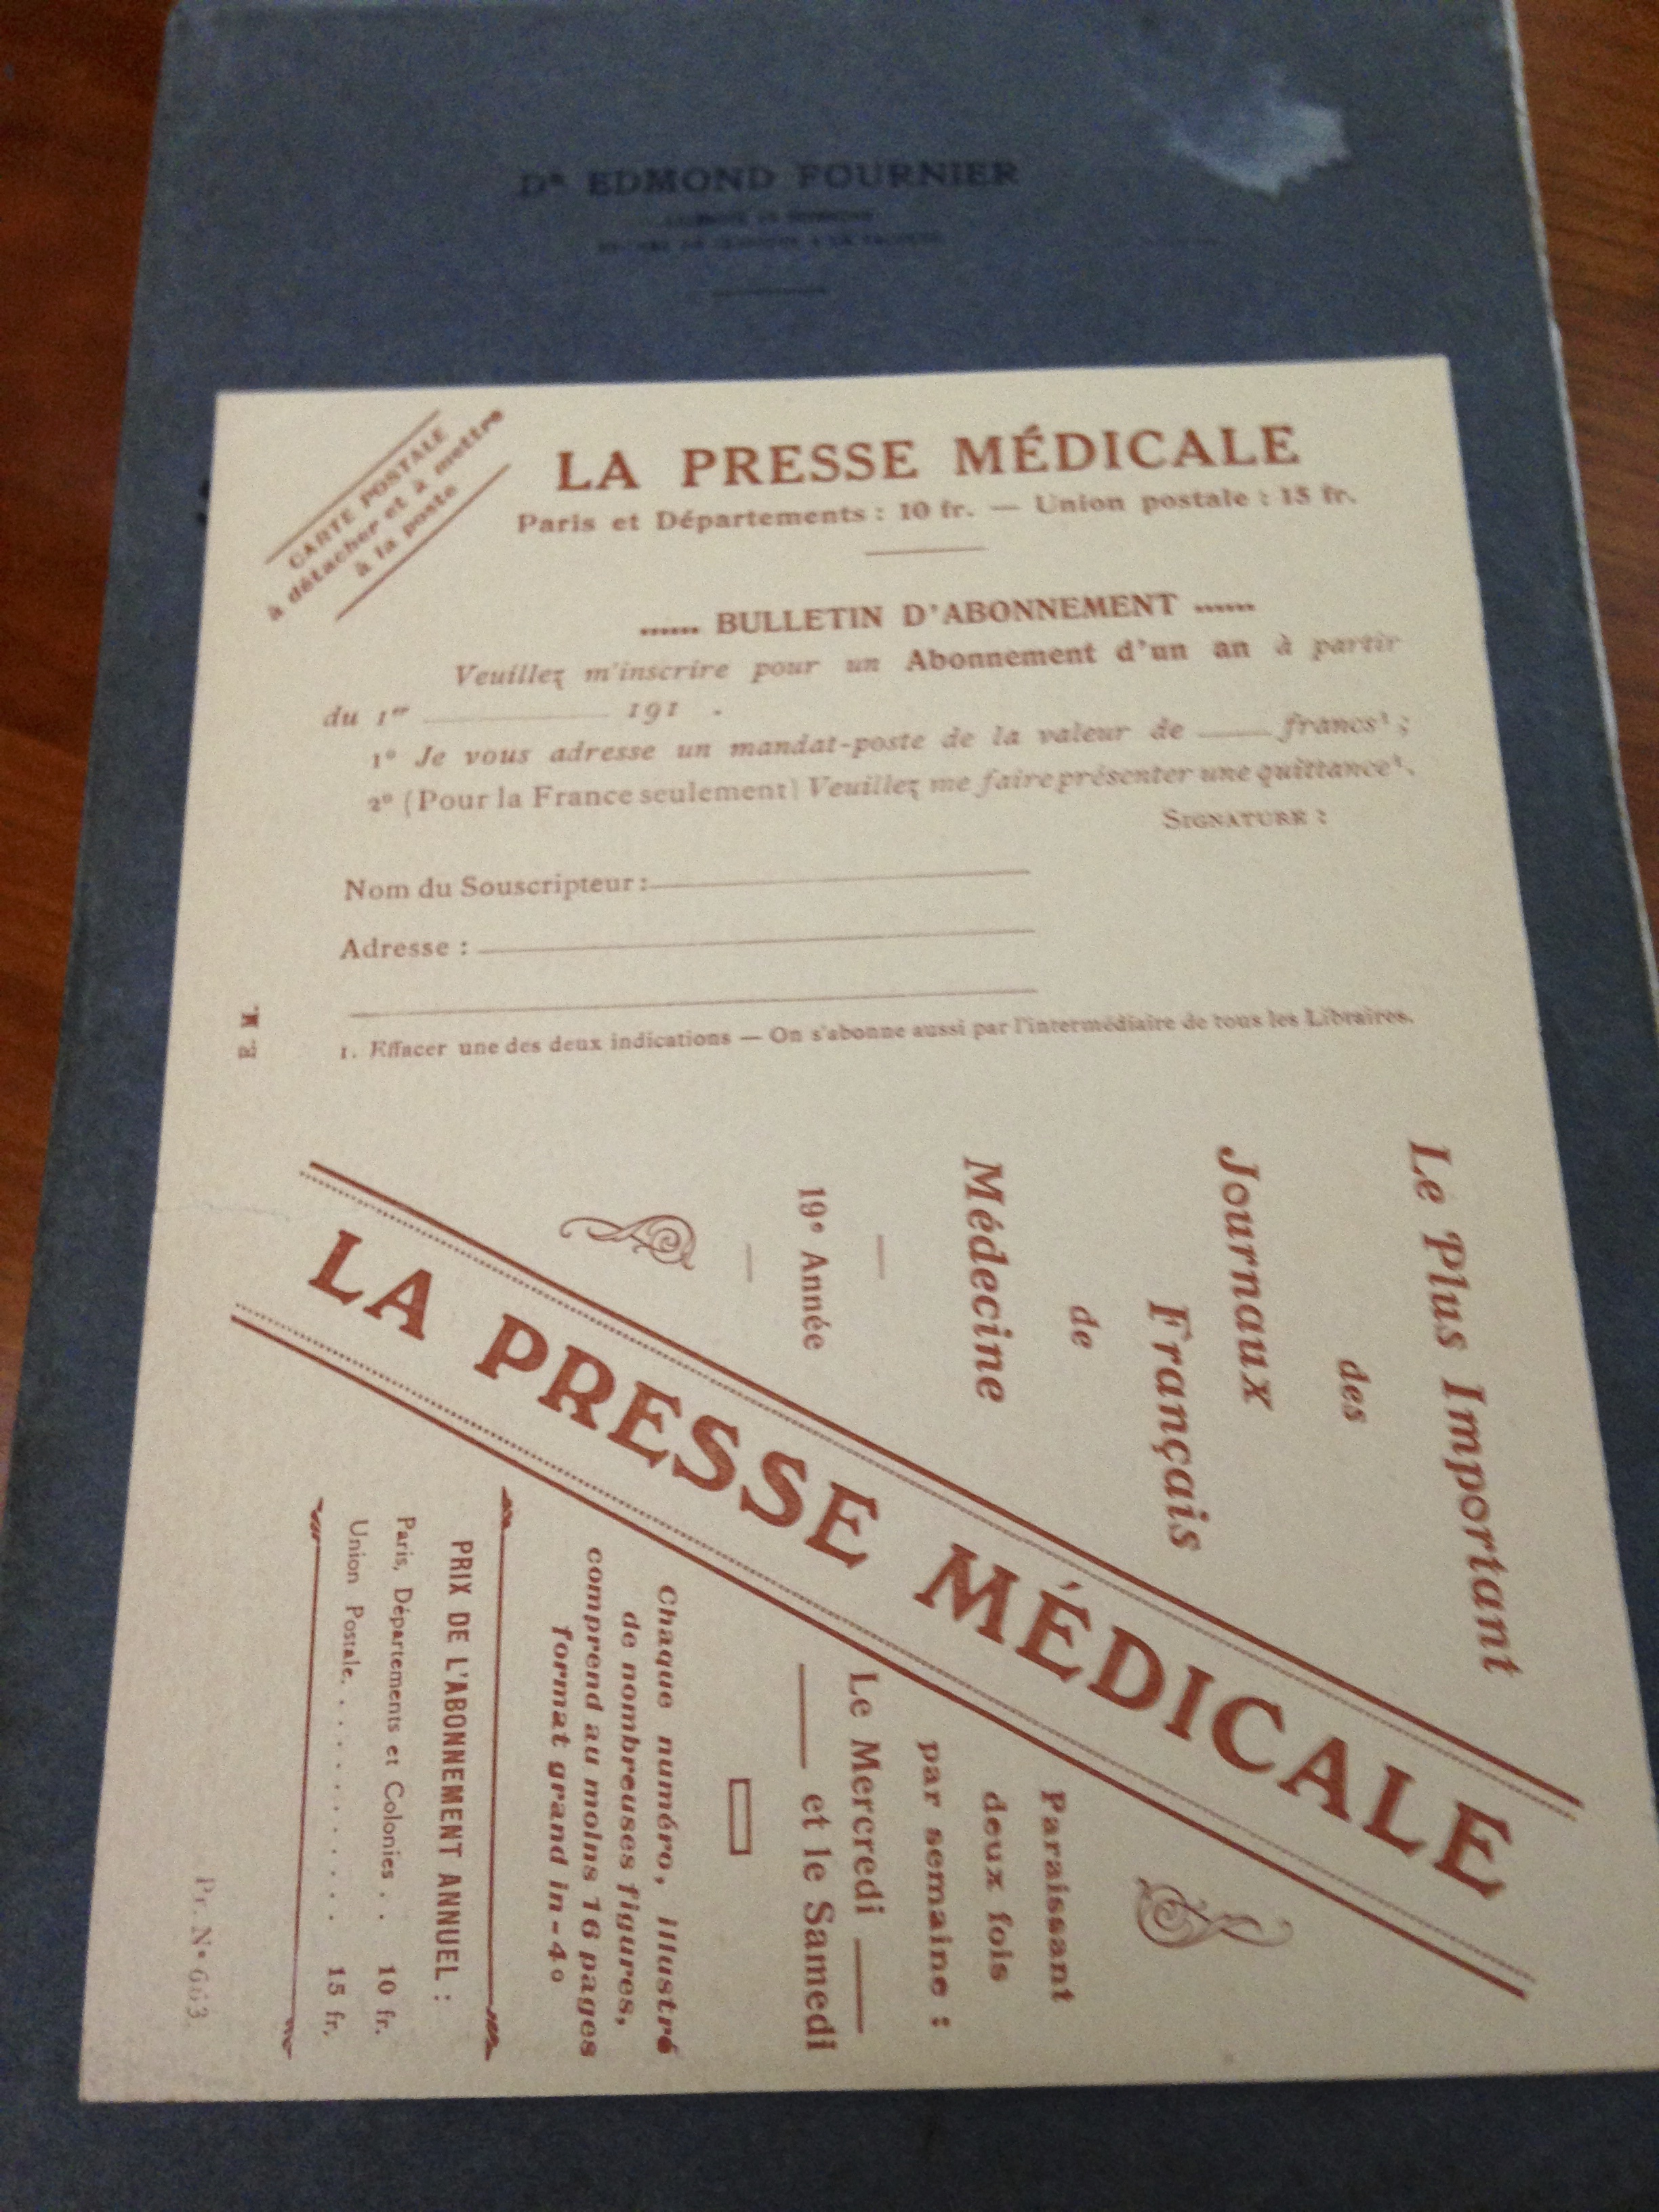 DR EDMOND FOURNIER
CARTE POSTALE
à détacher et à mettre
à la poste
LA PRESSE MÉDICALE
Paris et Départements : 10 fr. — Union postale : 15 fr.
...... BULLETIN D'ABONNEMENT ......
Veuillez m'inscrire pour un Abonnement d'un an à partir
du 1er 191 .
1° Je vous adresse un mandat-poste de la valeur de francs¹ ;
2° (Pour la France seulement) Veuillez me faire présenter une quittance¹.
SIGNATURE :
Nom du Souscripteur :
Adresse :
1. Effacer une des deux indications — On s'abonne aussi par l'intermédiaire de tous les Libraires.
Le Plus Important
des
Journaux
Français
de
Médecine
19e Année
LA PRESSE MÉDICALE
Paraissant
deux fois
par semaine :
Le Mercredi
et le Samedi
Chaque numéro, illustré
de nombreuses figures,
comprend au moins 16 pages
format grand in-4°
PRIX DE L'ABONNEMENT ANNUEL :
Paris, Départements et Colonies . . 10 fr.
Union Postale. . . . . . . . . . 15 fr.
Pr. N° 663.